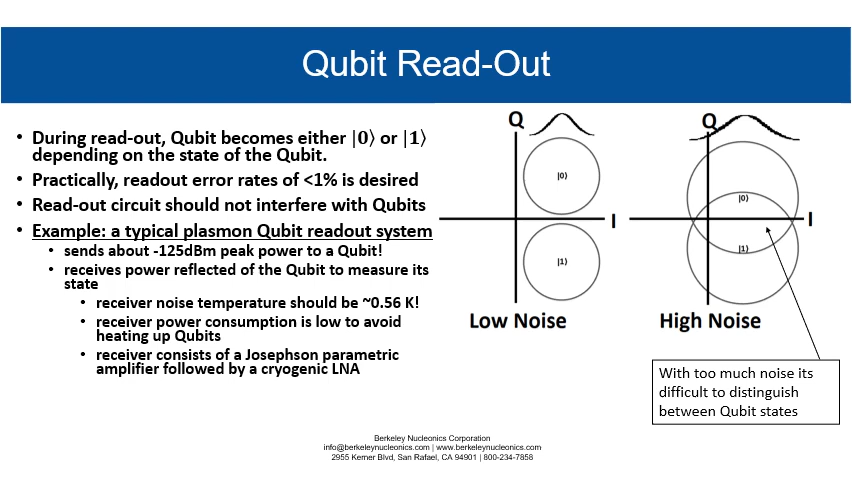 Qubit Read-Out
• During read-out, Qubit becomes either |0⟩ or |1⟩
depending on the state of the Qubit.
• Practically, readout error rates of <1% is desired
• Read-out circuit should not interfere with Qubits
• Example: a typical plasmon Qubit readout system
• sends about -125dBm peak power to a Qubit!
• receives power reflected of the Qubit to measure its
state
• receiver noise temperature should be ~0.56 K!
• receiver power consumption is low to avoid
heating up Qubits
• receiver consists of a Josephson parametric
amplifier followed by a cryogenic LNA
Q
|0⟩
I
|1⟩
Low Noise
Q
|0⟩
I
|1⟩
High Noise
With too much noise its
difficult to distinguish
between Qubit states
Berkeley Nucleonics Corporation
info@berkeleynucleonics.com | www.berkeleynucleonics.com
2955 Kerner Blvd, San Rafael, CA 94901 | 800-234-7858